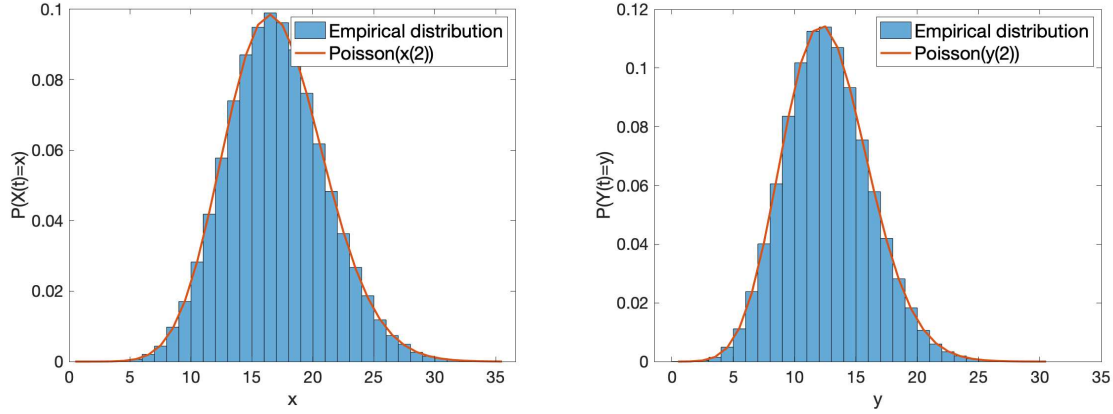 0.1
0.08
0.06
0.04
0.02
0
P(X(t)=x)
Empirical distribution
Poisson(x(2))
0 5 10 15 20 25 30 35
x
0.12
0.1
0.08
0.06
0.04
0.02
0
P(Y(t)=y)
Empirical distribution
Poisson(y(2))
0 5 10 15 20 25 30 35
y